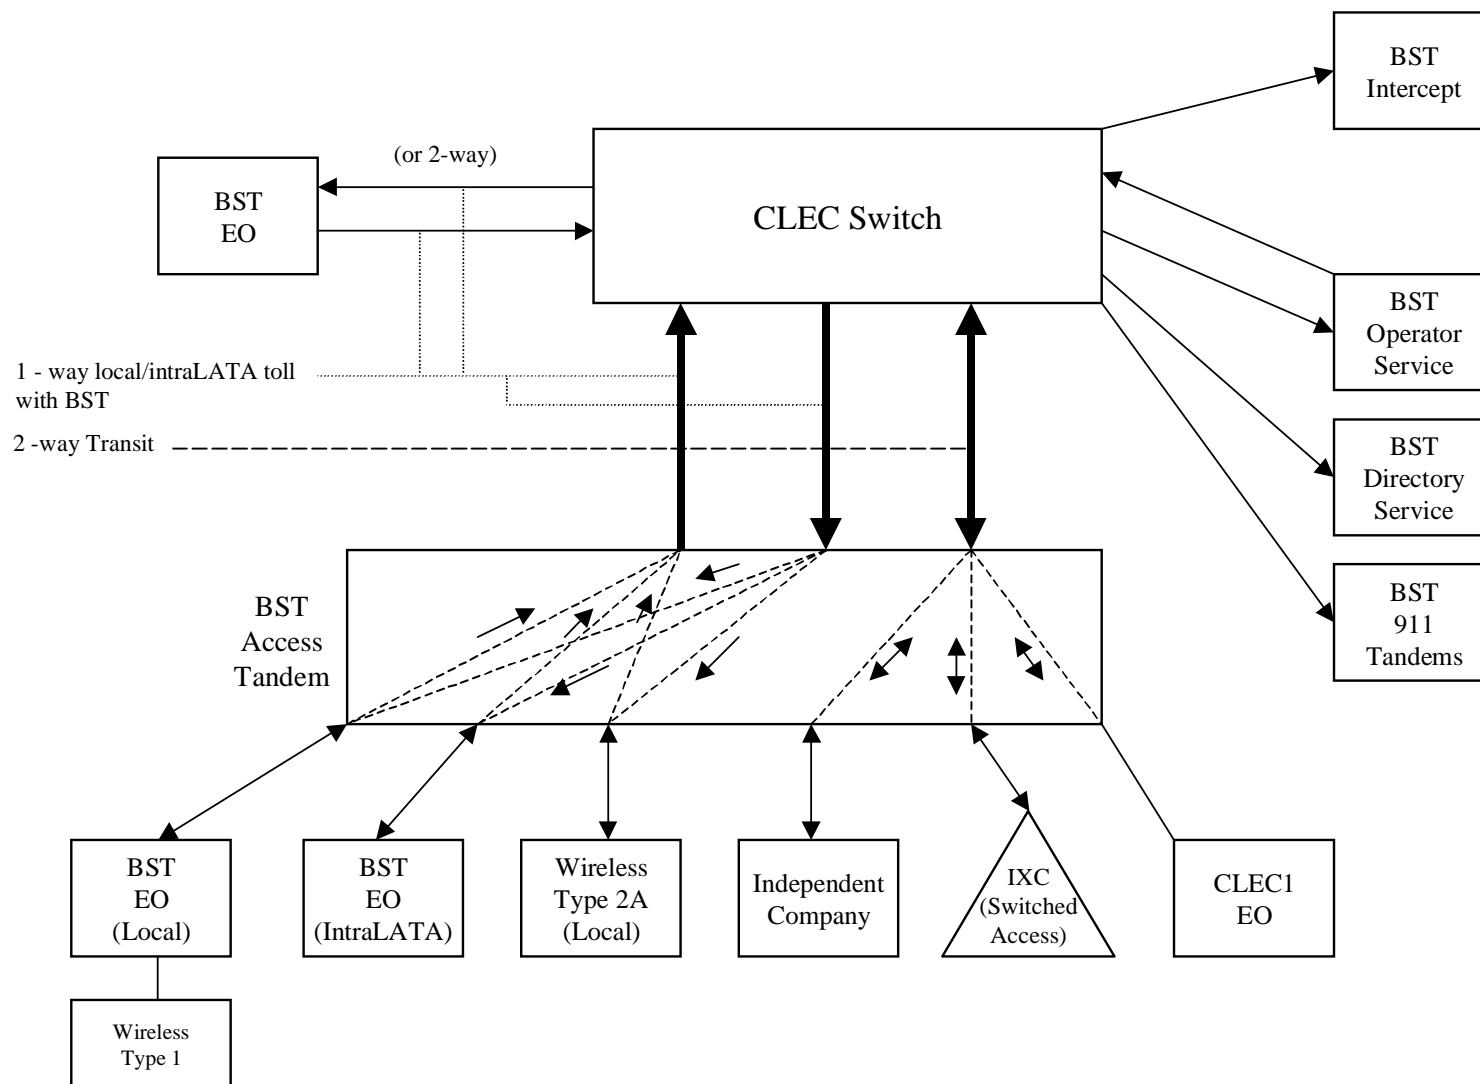 BST
Intercept
(or 2-way)
BST
EO
CLEC Switch
BST
Operator
Service
1 - way local/intraLATA toll
with BST
2 -way Transit
BST
Directory
Service
BST
911
Tandems
BST
Access
Tandem
BST
EO
(Local)
BST
EO
(IntraLATA)
Wireless
Type 2A
(Local)
Independent
Company
IXC
(Switched
Access)
CLEC1
EO
Wireless
Type 1